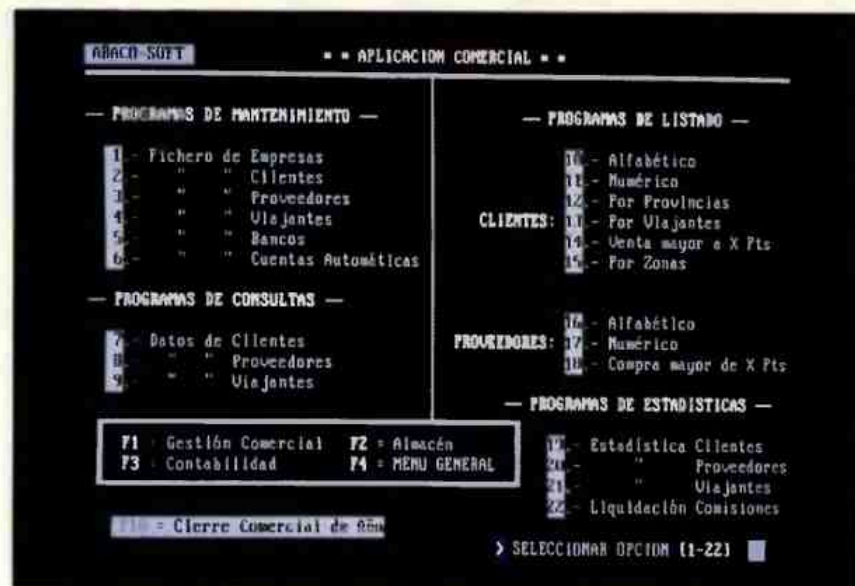 ABACO-SOFT
= = APLICACION COMERCIAL = =
— PROGRAMAS DE MANTENIMIENTO —
1.- Fichero de Empresas
2.- " " Clientes
3.- " " Proveedores
4.- " " Viajantes
5.- " " Bancos
6.- " " Cuentas Automáticas
— PROGRAMAS DE CONSULTAS —
7.- Datos de Clientes
8.- " " Proveedores
9.- " " Viajantes
— PROGRAMAS DE LISTADO —
10.- Alfabético
11.- Numérico
12.- Por Provincias
CLIENTES: 13.- Por Viajantes
14.- Venta mayor a X Pts
15.- Por Zonas
16.- Alfabético
PROVEEDORES: 17.- Numérico
18.- Compra mayor de X Pts
— PROGRAMAS DE ESTADISTICAS —
19.- Estadística Clientes
20.- " Proveedores
21.- " Viajantes
22.- Liquidación Comisiones
F1 = Gestión Comercial F2 = Almacén
F3 = Contabilidad F4 = MENU GENERAL
= Cierre Comercial de Año
> SELECCIONAR OPCION [1-22]